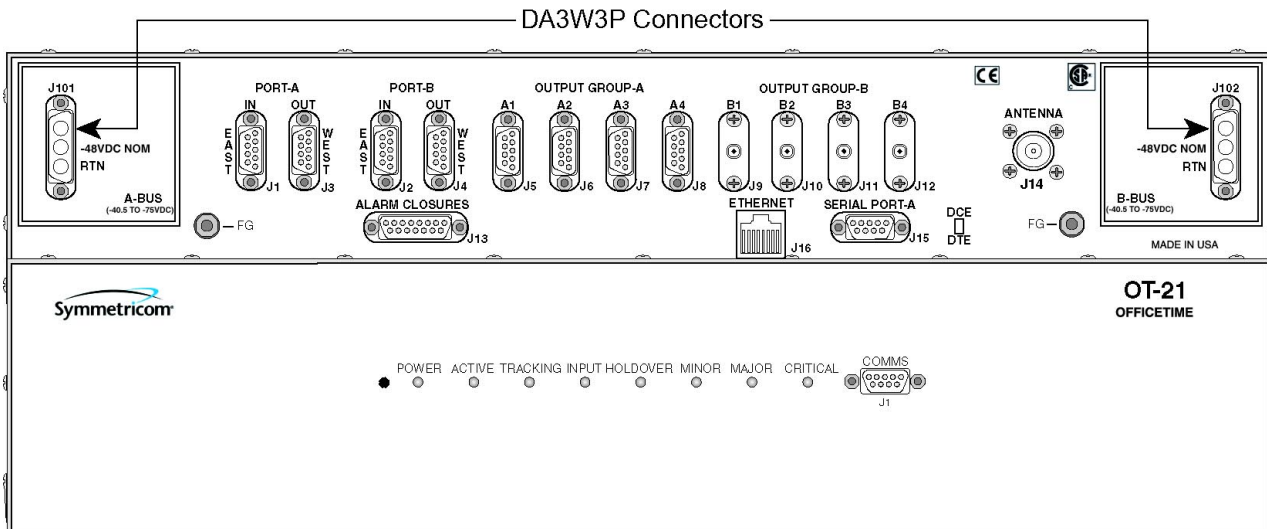 DA3W3P Connectors
J101
-48VDC NOM
RTN
A-BUS
(-40.5 TO -75VDC)
PORT-A
IN OUT
EAST
WEST
J1 J3
PORT-B
IN OUT
EAST
WEST
J2 J4
OUTPUT GROUP-A
A1 A2 A3 A4
J5 J6 J7 J8
OUTPUT GROUP-B
B1 B2 B3 B4
J9 J10 J11 J12
CE
ANTENNA
J14
J102
-48VDC NOM
RTN
B-BUS
(-40.5 TO -75VDC)
FG
ALARM CLOSURES
J13
ETHERNET
J16
SERIAL PORT-A
J15
DCE
DTE
FG
MADE IN USA
Symmetricom
OT-21
OFFICETIME
POWER ACTIVE TRACKING INPUT HOLDOVER MINOR MAJOR CRITICAL
COMMS
J1